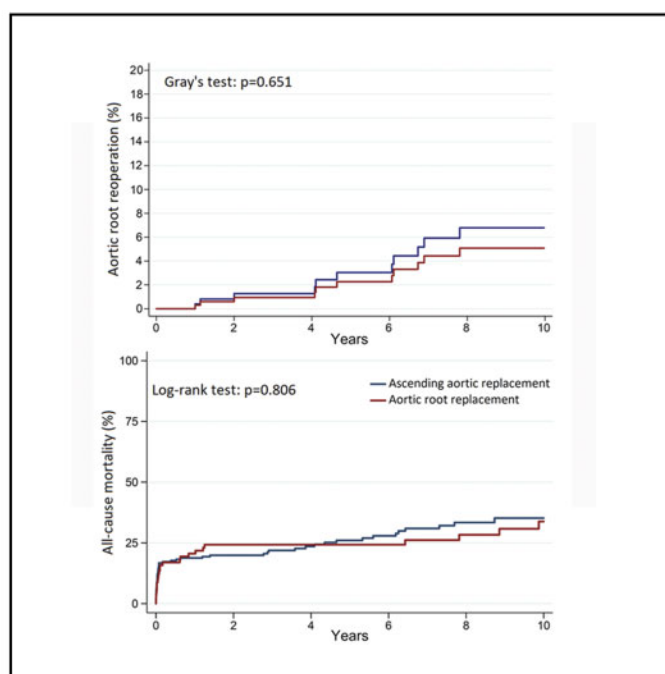 20
18
16
14
12
10
8
6
4
2
0
Aortic root reoperation (%)
Gray's test: p=0.651
0 2 4 6 8 10
Years
100
75
50
25
0
All-cause mortality (%)
Log-rank test: p=0.806
Ascending aortic replacement
Aortic root replacement
0 2 4 6 8 10
Years